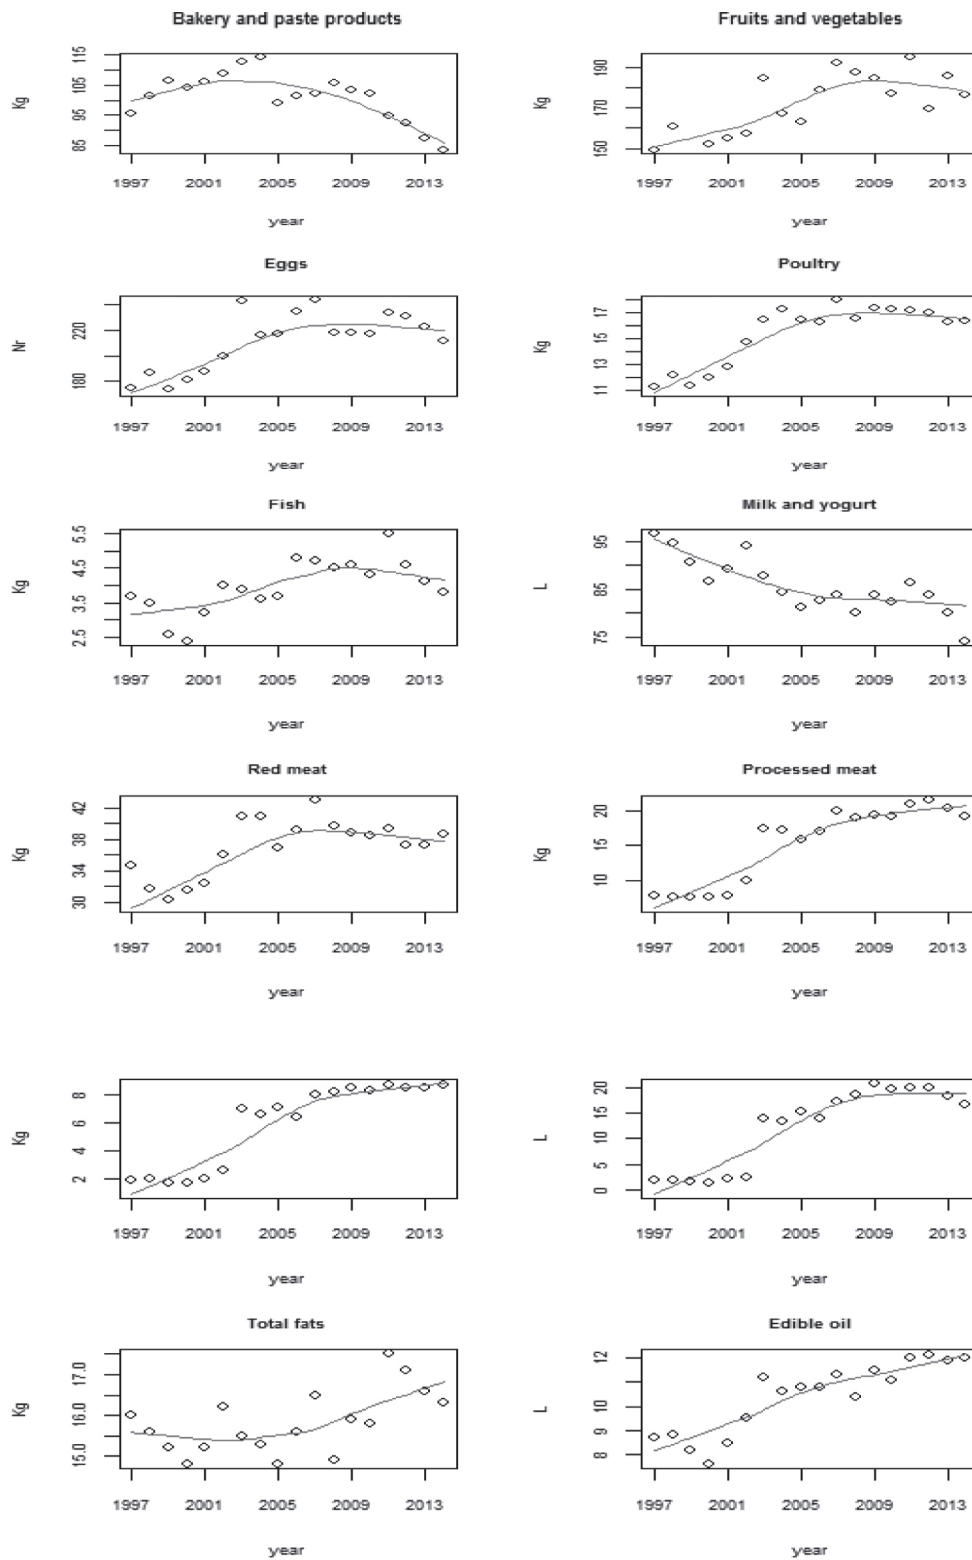 Bakery and paste products
Fruits and vegetables
Kg
85 95 105 115
1997 2001 2005 2009 2013
year
Kg
150 170 190
1997 2001 2005 2009 2013
year
Eggs
Poultry
Nr
180 220
1997 2001 2005 2009 2013
year
Kg
11 13 15 17
1997 2001 2005 2009 2013
year
Fish
Milk and yogurt
Kg
2.5 3.5 4.5 5.5
1997 2001 2005 2009 2013
year
L
75 85 95
1997 2001 2005 2009 2013
year
Red meat
Processed meat
Kg
30 34 38 42
1997 2001 2005 2009 2013
year
Kg
10 15 20
1997 2001 2005 2009 2013
year
Kg
2 4 6 8
1997 2001 2005 2009 2013
year
L
0 5 10 15 20
1997 2001 2005 2009 2013
year
Total fats
Edible oil
Kg
15.0 16.0 17.0
1997 2001 2005 2009 2013
year
L
8 9 10 12
1997 2001 2005 2009 2013
year